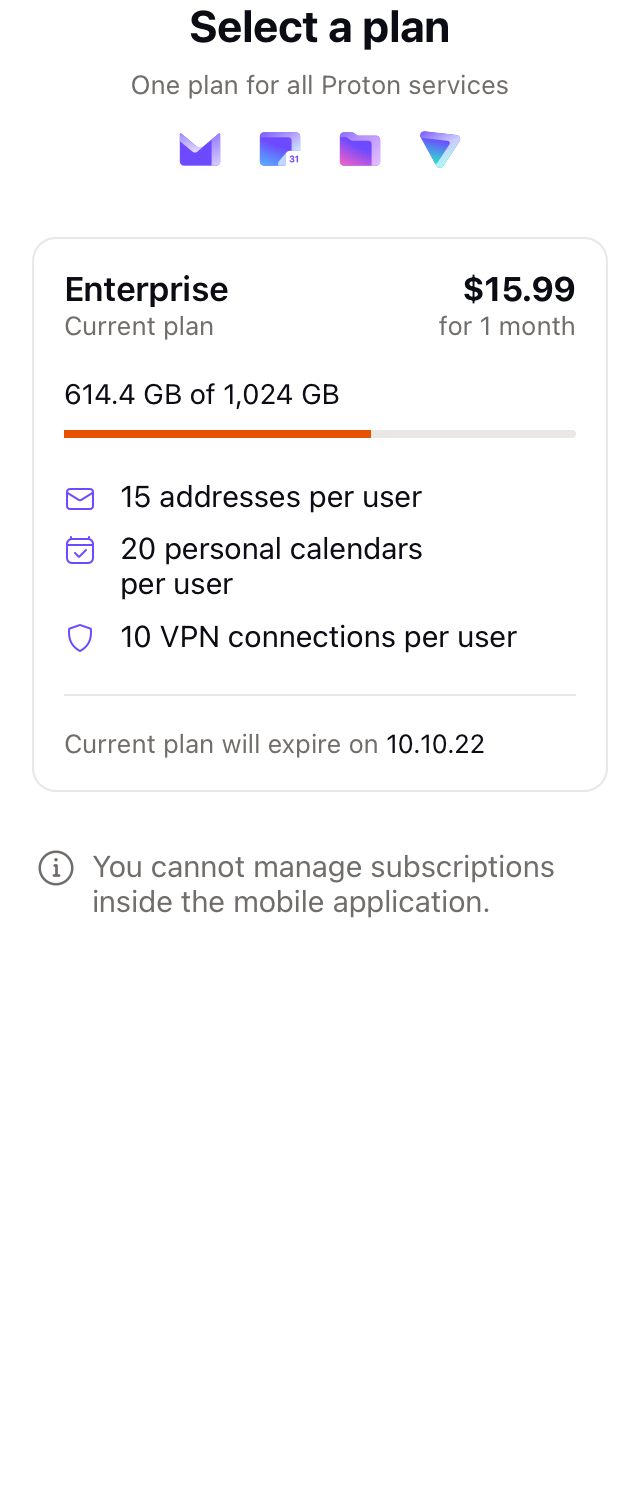 Select a plan
One plan for all Proton services
31
Enterprise
$15.99
Current plan
for 1 month
614.4 GB of 1,024 GB
15 addresses per user
20 personal calendars
per user
10 VPN connections per user
Current plan will expire on 10.10.22
You cannot manage subscriptions
inside the mobile application.